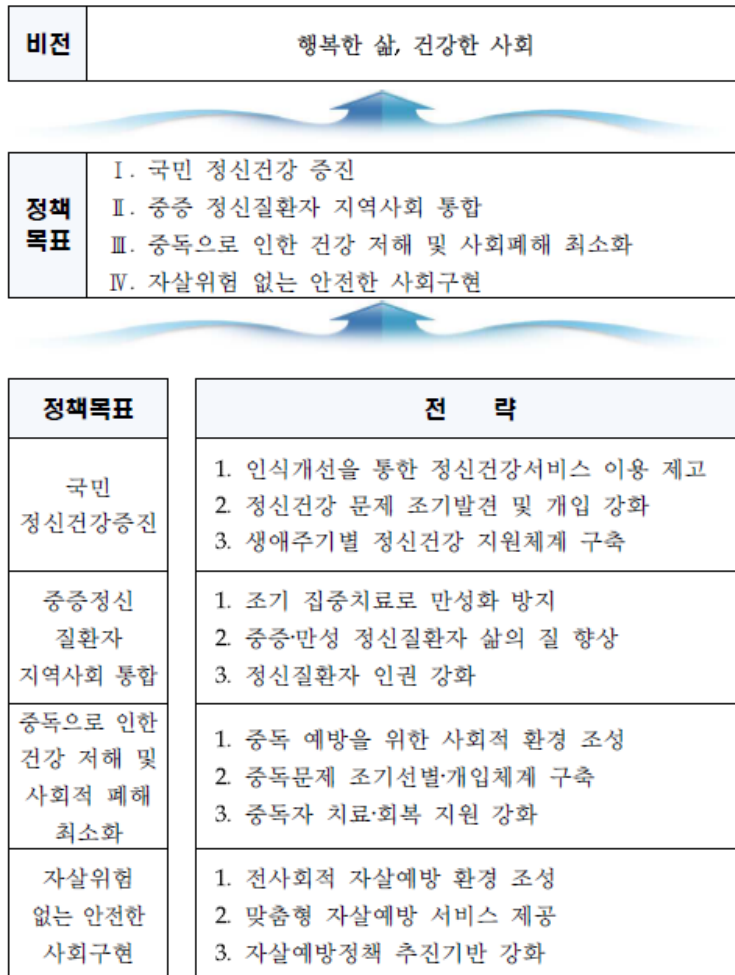 비전
행복한 삶, 건강한 사회
정책
목표
Ⅰ. 국민 정신건강 증진
Ⅱ. 중증 정신질환자 지역사회 통합
Ⅲ. 중독으로 인한 건강 저해 및 사회폐해 최소화
Ⅳ. 자살위험 없는 안전한 사회구현
정책목표
전 략
국민
정신건강증진
1. 인식개선을 통한 정신건강서비스 이용 제고
2. 정신건강 문제 조기발견 및 개입 강화
3. 생애주기별 정신건강 지원체계 구축
중증정신
질환자
지역사회 통합
1. 조기 집중치료로 만성화 방지
2. 중증·만성 정신질환자 삶의 질 향상
3. 정신질환자 인권 강화
중독으로 인한
건강 저해 및
사회적 폐해
최소화
1. 중독 예방을 위한 사회적 환경 조성
2. 중독문제 조기선별·개입체계 구축
3. 중독자 치료·회복 지원 강화
자살위험
없는 안전한
사회구현
1. 전사회적 자살예방 환경 조성
2. 맞춤형 자살예방 서비스 제공
3. 자살예방정책 추진기반 강화